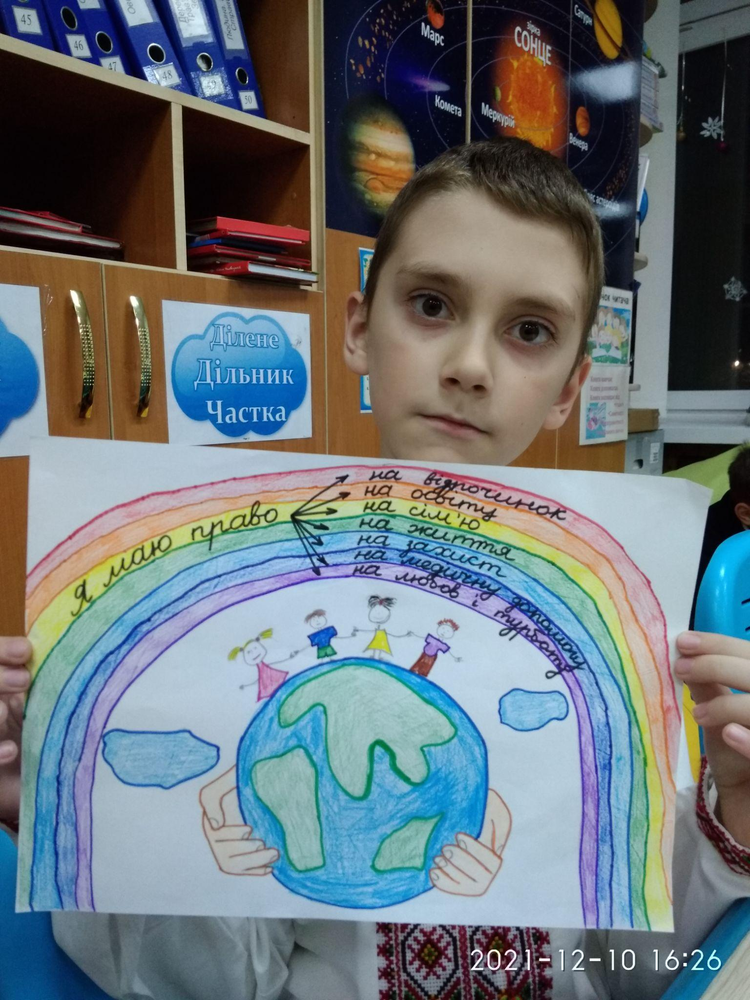 45
46
47
48
49
50
Марс
зірка
СОНЦЕ
Сатурн
Комета
Меркурій
Венера
Ділене
Дільник
Частка
читача
Я маю право
на відпочинок
на освіту
на сім'ю
на життя
на захист
на медичну допомогу
на любов і турботу
2021-12-10 16:26